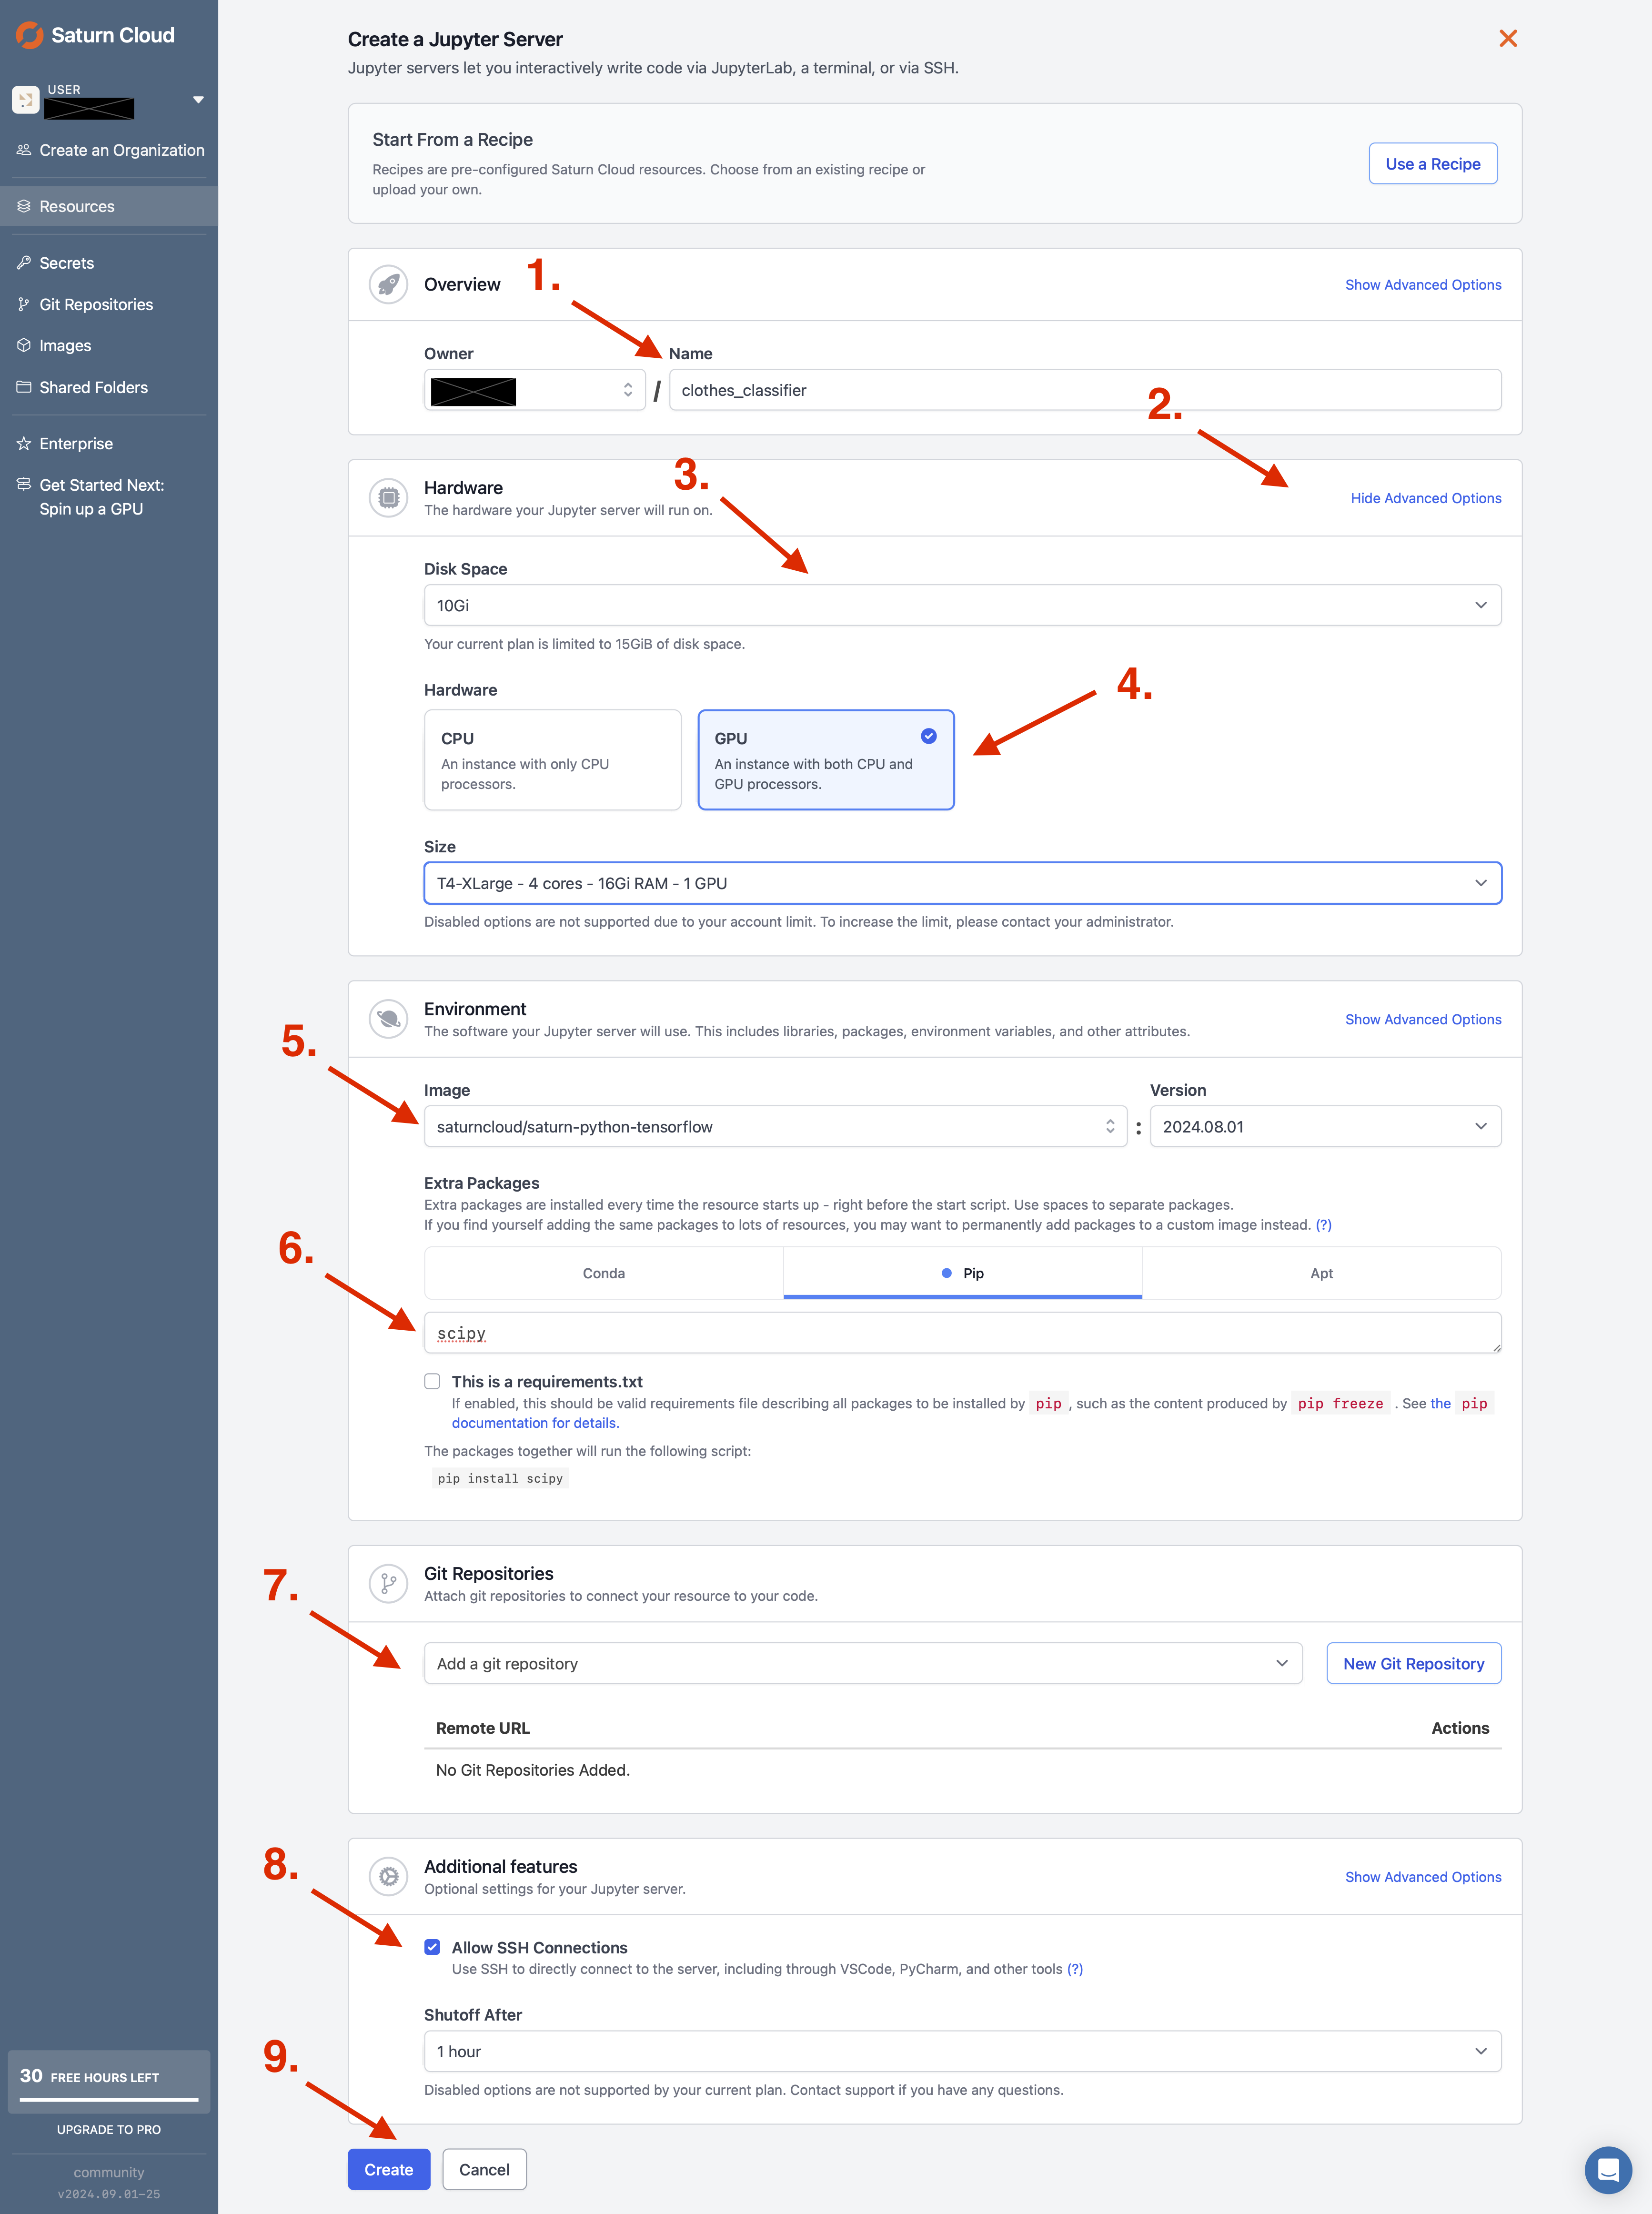 Saturn Cloud
USER
Create an Organization
Resources
Secrets
Git Repositories
Images
Shared Folders
Enterprise
Get Started Next:
Spin up a GPU
30 FREE HOURS LEFT
UPGRADE TO PRO
community
v2024.09.01-25
Create a Jupyter Server
Jupyter servers let you interactively write code via JupyterLab, a terminal, or via SSH.
Start From a Recipe
Recipes are pre-configured Saturn Cloud resources. Choose from an existing recipe or
upload your own.
Use a Recipe
1.
Overview
Show Advanced Options
Owner
Name
/
clothes_classifier
2.
3.
Hardware
The hardware your Jupyter server will run on.
Hide Advanced Options
Disk Space
10Gi
Your current plan is limited to 15GiB of disk space.
4.
Hardware
CPU
An instance with only CPU
processors.
GPU
An instance with both CPU and
GPU processors.
Size
T4-XLarge - 4 cores - 16Gi RAM - 1 GPU
Disabled options are not supported due to your account limit. To increase the limit, please contact your administrator.
5.
Environment
The software your Jupyter server will use. This includes libraries, packages, environment variables, and other attributes.
Show Advanced Options
Image
Version
saturncloud/saturn-python-tensorflow
:
2024.08.01
Extra Packages
Extra packages are installed every time the resource starts up - right before the start script. Use spaces to separate packages.
If you find yourself adding the same packages to lots of resources, you may want to permanently add packages to a custom image instead. (?)
6.
Conda
Pip
Apt
scipy
This is a requirements.txt
If enabled, this should be valid requirements file describing all packages to be installed by pip , such as the content produced by pip freeze . See the pip
documentation for details.
The packages together will run the following script:
pip install scipy
7.
Git Repositories
Attach git repositories to connect your resource to your code.
Add a git repository
New Git Repository
Remote URL
Actions
No Git Repositories Added.
8.
Additional features
Optional settings for your Jupyter server.
Show Advanced Options
Allow SSH Connections
Use SSH to directly connect to the server, including through VSCode, PyCharm, and other tools (?)
Shutoff After
1 hour
Disabled options are not supported by your current plan. Contact support if you have any questions.
9.
Create
Cancel